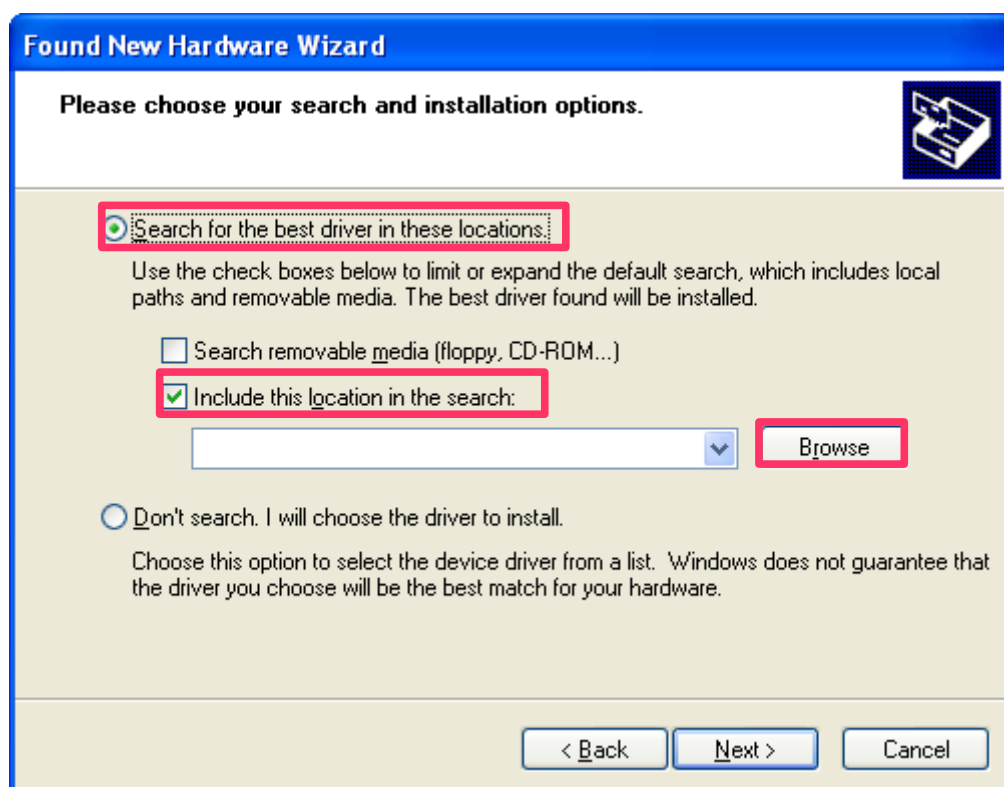 Found New Hardware Wizard
Please choose your search and installation options.
Search for the best driver in these locations.
Use the check boxes below to limit or expand the default search, which includes local
paths and removable media. The best driver found will be installed.
Search removable media (floppy, CD-ROM...)
Include this location in the search:
Browse
Don't search. I will choose the driver to install.
Choose this option to select the device driver from a list.  Windows does not guarantee that
the driver you choose will be the best match for your hardware.
< Back Next > Cancel